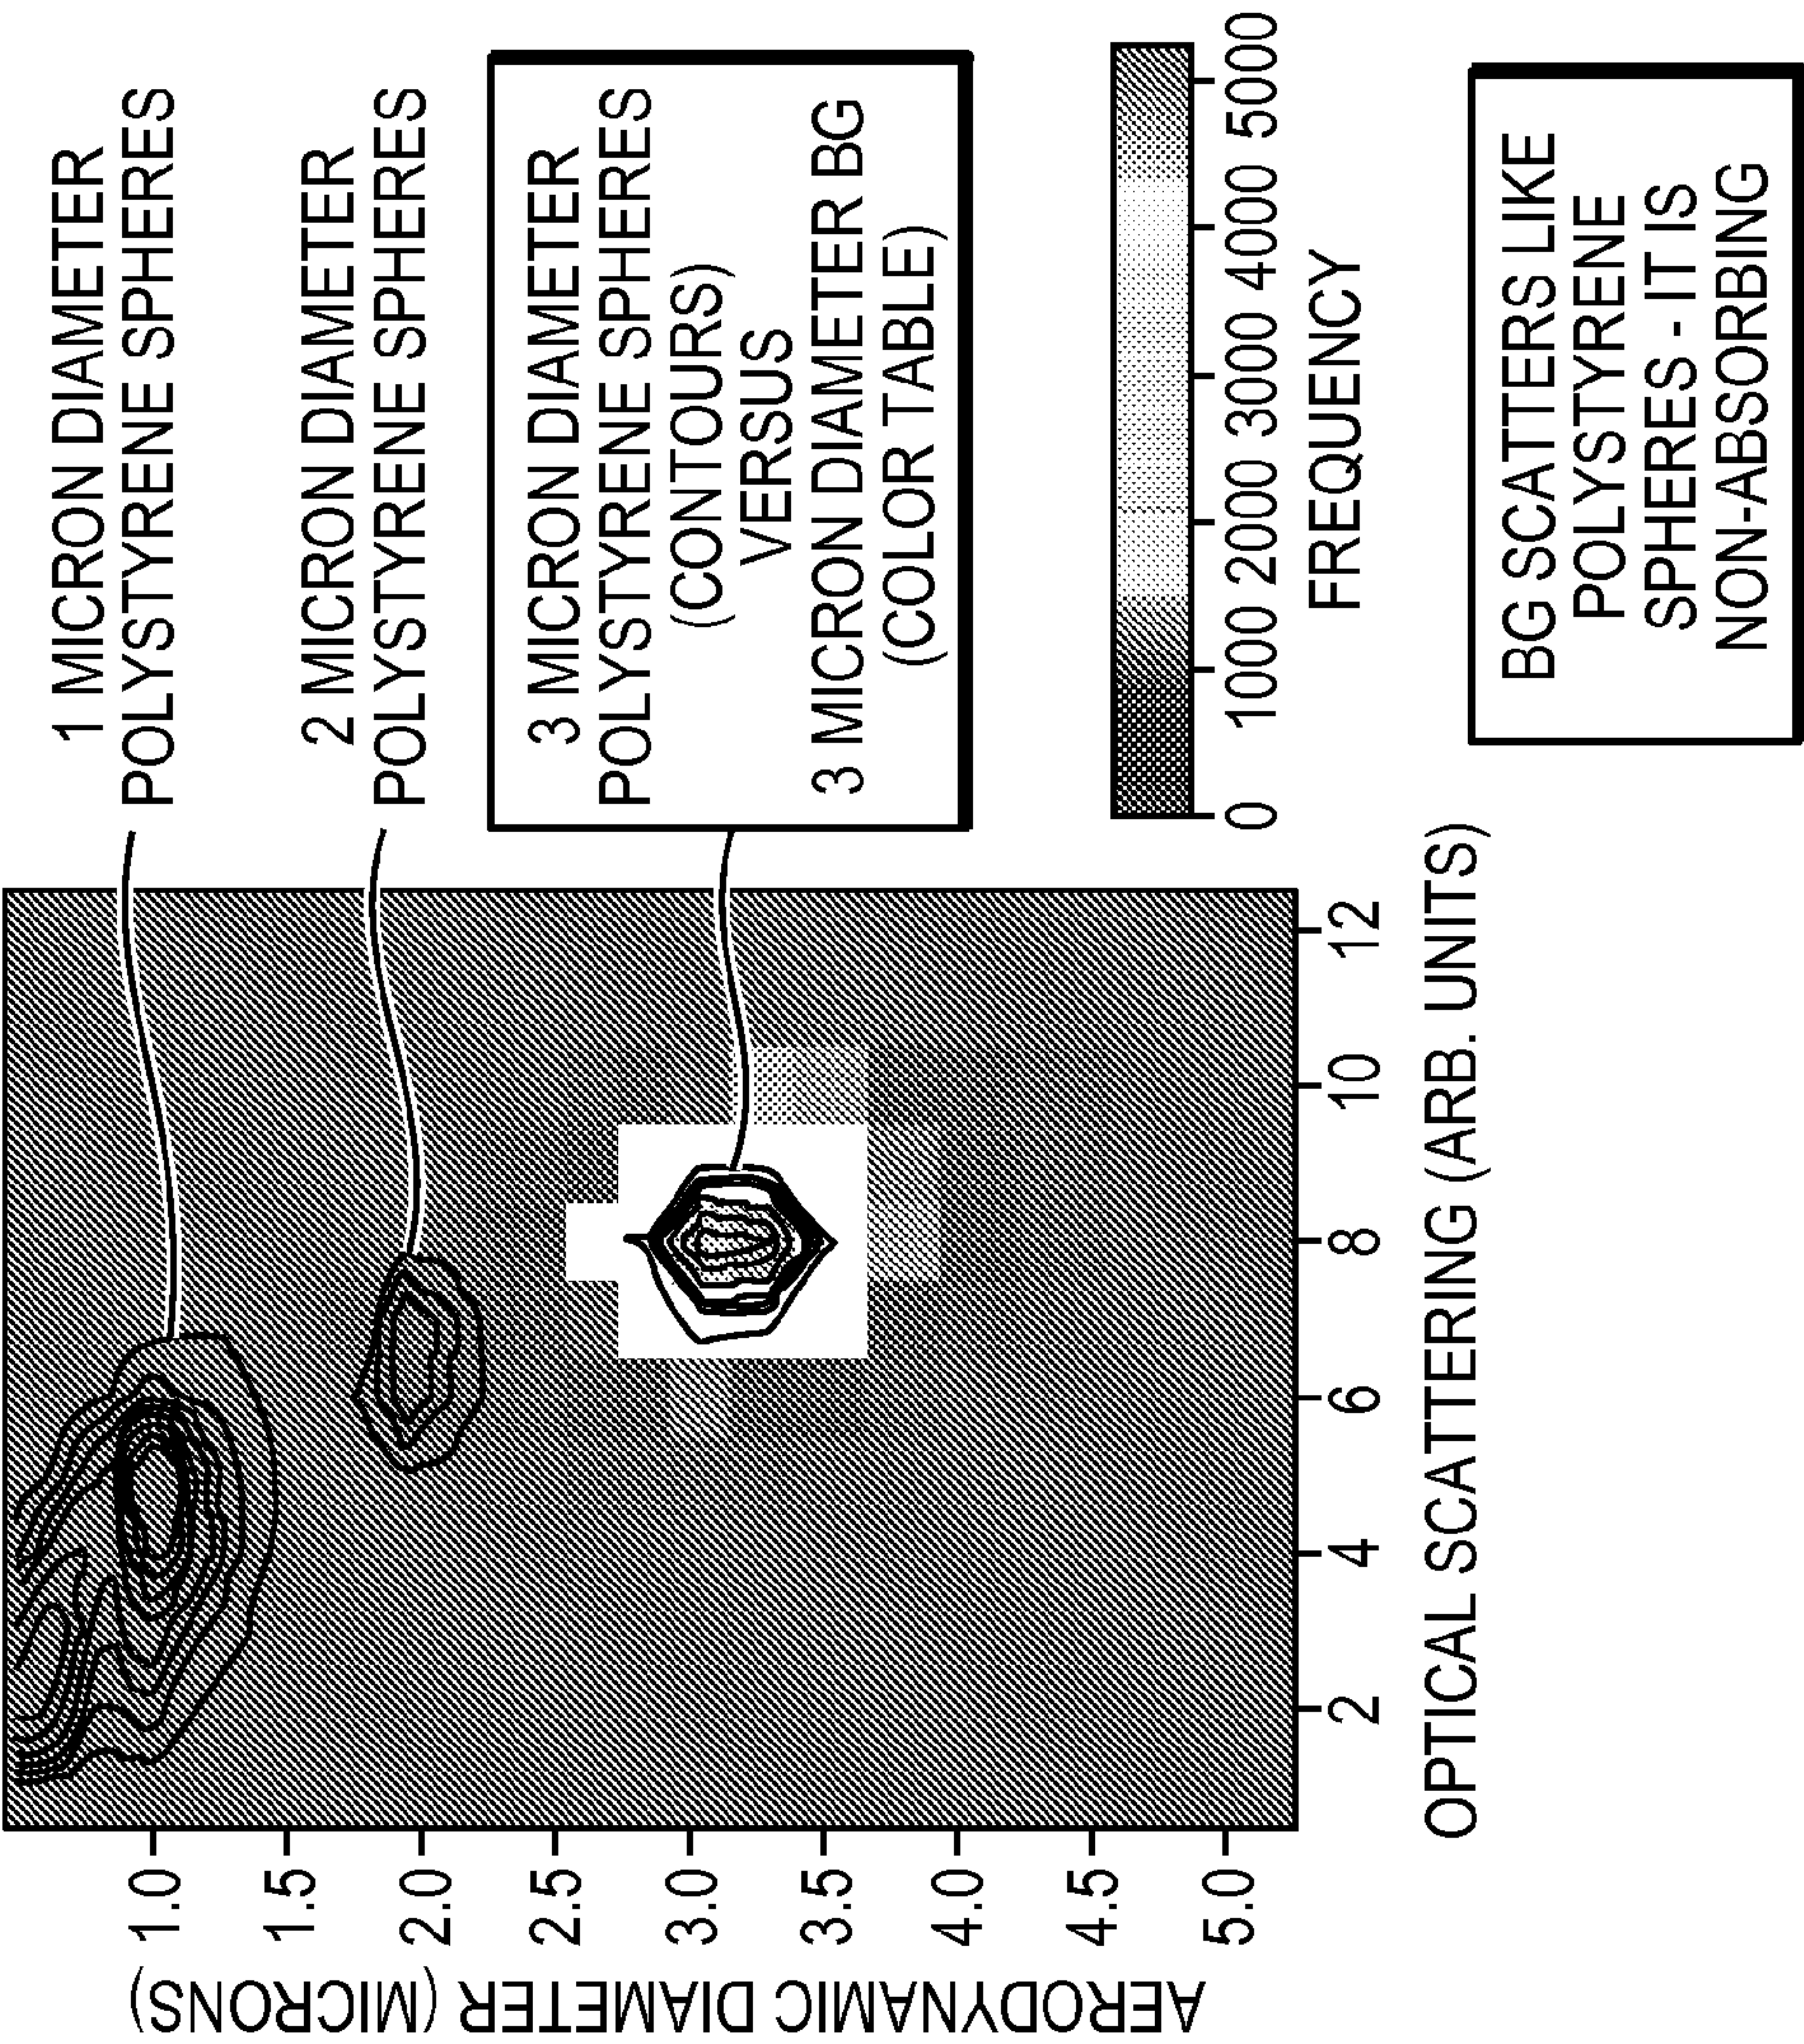 1 MICRON DIAMETER
POLYSTYRENE SPHERES
2 MICRON DIAMETER
POLYSTYRENE SPHERES
3 MICRON DIAMETER
POLYSTYRENE SPHERES
(CONTOURS)
VERSUS
3 MICRON DIAMETER BG
(COLOR TABLE)
0 1000 2000 3000 4000 5000
FREQUENCY
BG SCATTERS LIKE
POLYSTYRENE
SPHERES - IT IS
NON-ABSORBING
AERODYNAMIC DIAMETER (MICRONS)
1.0
1.5
2.0
2.5
3.0
3.5
4.0
4.5
5.0
2 4 6 8 10 12
OPTICAL SCATTERING (ARB. UNITS)